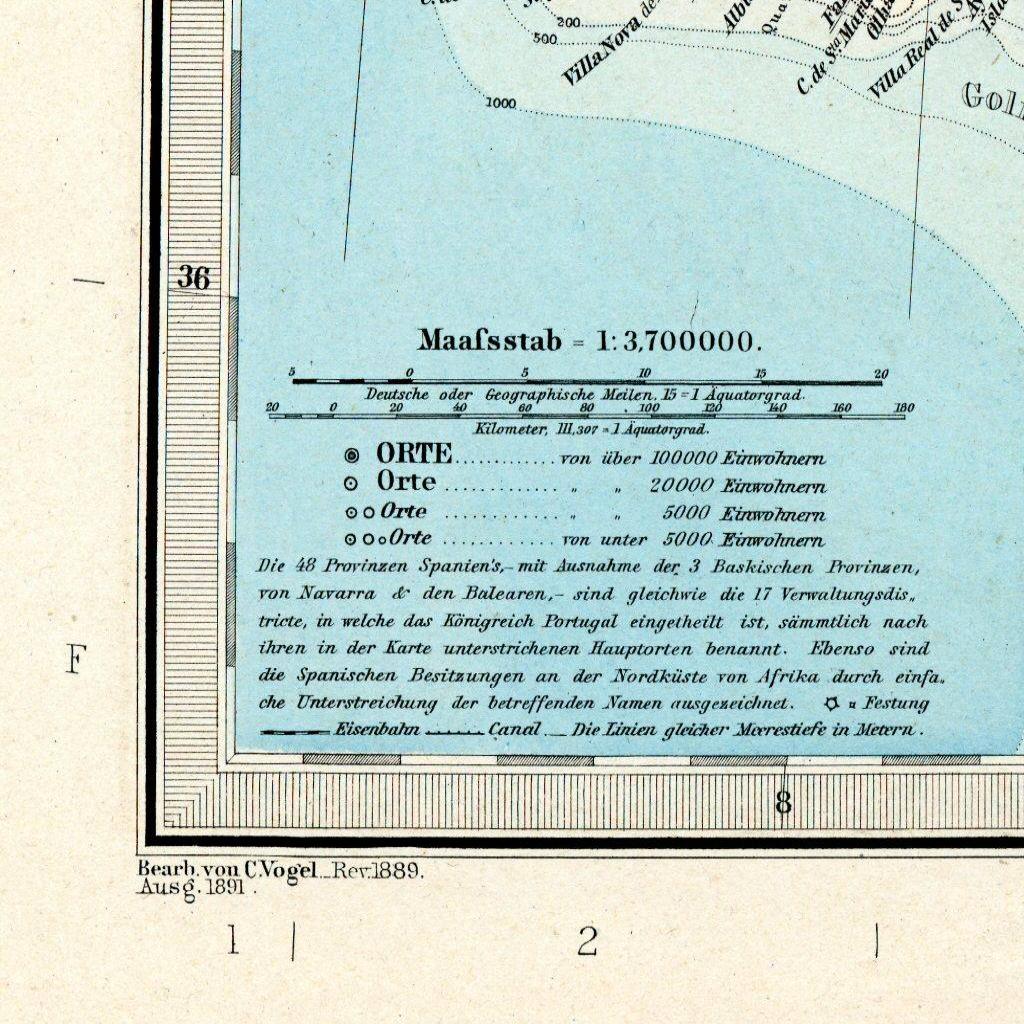 200
500
Villa Nova de
Albu
Qua
C. de Sta Maria
Olha
Villa Real de S
Isla
1000
Golf
36
Maaſsstab = 1:3,700000.
5 0 5 10 15 20
Deutsche oder Geographische Meilen, 15 = 1 Äquatorgrad.
20 0 20 40 60 80 100 120 140 160 180
Kilometer, 111,307 = 1 Äquatorgrad.
ORTE.............von über 100000 Einwohnern
Orte ............. „ „ 20000 Einwohnern
Orte ............. „ „ 5000 Einwohnern
Orte ............. von unter 5000 Einwohnern
Die 48 Provinzen Spanien's,- mit Ausnahme der 3 Baskischen Provinzen,
von Navarra & den Balearen,- sind gleichwie die 17 Verwaltungsdis„
tricte, in welche das Königreich Portugal eingetheilt ist, sämmtlich nach
ihren in der Karte unterstrichenen Hauptorten benannt. Ebenso sind
die Spanischen Besitzungen an der Nordküste von Afrika durch einfa„
che Unterstreichung der betreffenden Namen ausgezeichnet. Festung
Eisenbahn Canal Die Linien gleicher Meerestiefe in Metern.
F
8
Bearb. von C. Vogel. Rev. 1889.
Ausg. 1891.
1 2